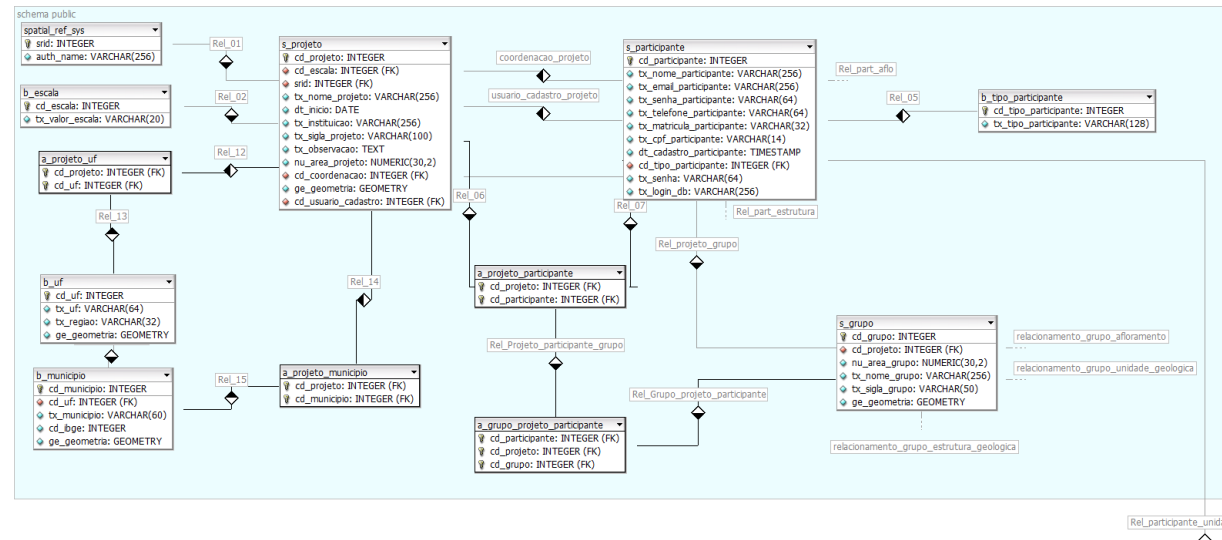 schema public
spatial_ref_sys
srid: INTEGER
auth_name: VARCHAR(256)
Rel_01
s_projeto
cd_projeto: INTEGER
cd_escala: INTEGER (FK)
srid: INTEGER (FK)
tx_nome_projeto: VARCHAR(256)
dt_inicio: DATE
tx_instituicao: VARCHAR(256)
tx_sigla_projeto: VARCHAR(100)
tx_observacao: TEXT
nu_area_projeto: NUMERIC(30,2)
cd_coordenacao: INTEGER (FK)
ge_geometria: GEOMETRY
cd_usuario_cadastro: INTEGER (FK)
coordenacao_projeto
usuario_cadastro_projeto
s_participante
cd_participante: INTEGER
tx_nome_participante: VARCHAR(256)
tx_email_participante: VARCHAR(256)
tx_senha_participante: VARCHAR(64)
tx_telefone_participante: VARCHAR(64)
tx_matricula_participante: VARCHAR(32)
tx_cpf_participante: VARCHAR(14)
dt_cadastro_participante: TIMESTAMP
cd_tipo_participante: INTEGER (FK)
tx_senha: VARCHAR(64)
tx_login_db: VARCHAR(256)
Rel_part_aflo
Rel_05
b_tipo_participante
cd_tipo_participante: INTEGER
tx_tipo_participante: VARCHAR(128)
b_escala
cd_escala: INTEGER
tx_valor_escala: VARCHAR(20)
Rel_02
a_projeto_uf
cd_projeto: INTEGER (FK)
cd_uf: INTEGER (FK)
Rel_12
Rel_13
Rel_06
Rel_07
Rel_part_estrutura
Rel_projeto_grupo
b_uf
cd_uf: INTEGER
tx_uf: VARCHAR(64)
tx_regiao: VARCHAR(32)
ge_geometria: GEOMETRY
Rel_14
a_projeto_participante
cd_projeto: INTEGER (FK)
cd_participante: INTEGER (FK)
s_grupo
cd_grupo: INTEGER
cd_projeto: INTEGER (FK)
nu_area_grupo: NUMERIC(30,2)
tx_nome_grupo: VARCHAR(256)
tx_sigla_grupo: VARCHAR(50)
ge_geometria: GEOMETRY
relacionamento_grupo_afloramento
relacionamento_grupo_unidade_geologica
Rel_Projeto_participante_grupo
b_municipio
cd_municipio: INTEGER
cd_uf: INTEGER (FK)
tx_municipio: VARCHAR(60)
cd_ibge: INTEGER
ge_geometria: GEOMETRY
Rel_15
a_projeto_municipio
cd_projeto: INTEGER (FK)
cd_municipio: INTEGER (FK)
Rel_Grupo_projeto_participante
a_grupo_projeto_participante
cd_participante: INTEGER (FK)
cd_projeto: INTEGER (FK)
cd_grupo: INTEGER (FK)
relacionamento_grupo_estrutura_geologica